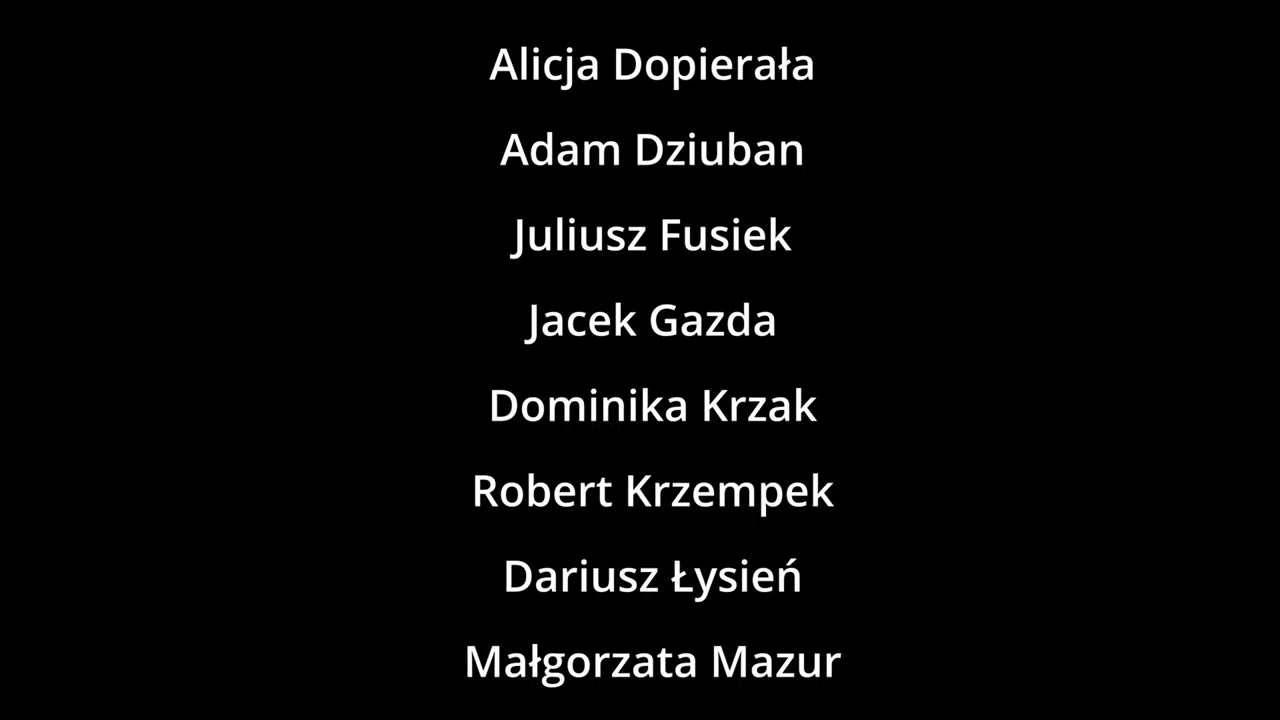 Alicja Dopierała
Adam Dziuban
Juliusz Fusiek
Jacek Gazda
Dominika Krzak
Robert Krzempek
Dariusz Łysień
Małgorzata Mazur